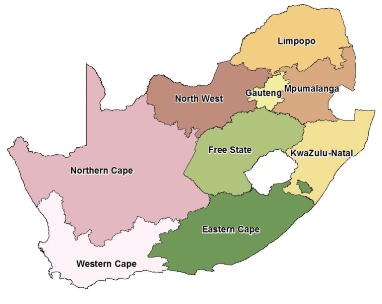 Limpopo
Mpumalanga
Gauteng
North West
Free State
KwaZulu-Natal
Northern Cape
Eastern Cape
Western Cape